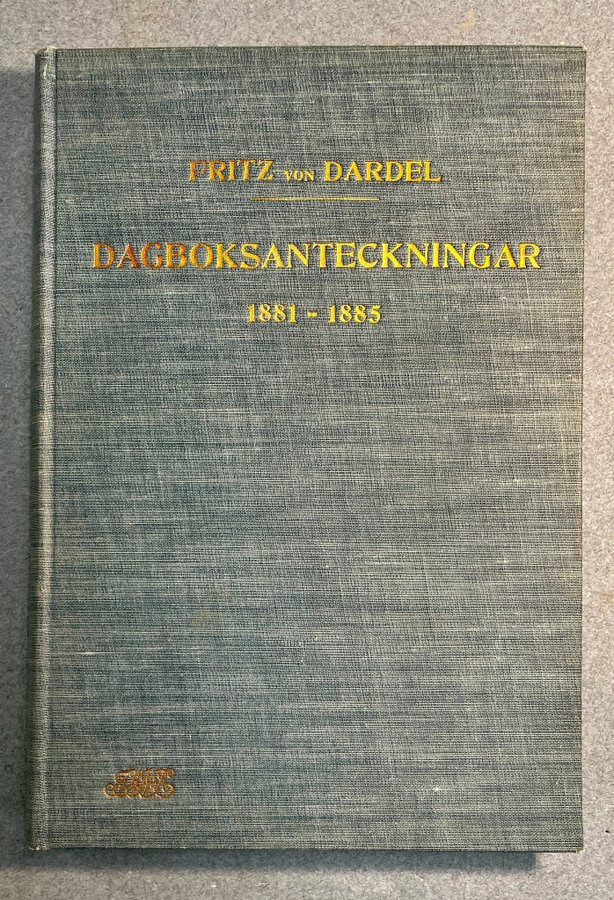 FRITZ VON DARDEL
DAGBOKSANTECKNINGAR
1881 - 1885